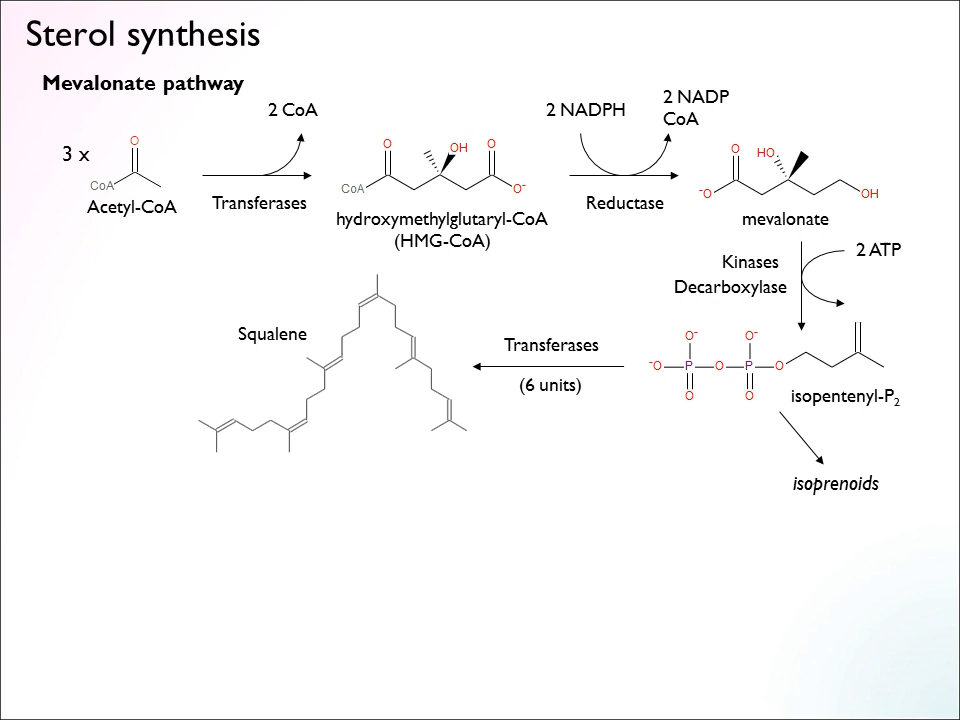 Sterol synthesis
Mevalonate pathway
3 x
O
CoA
Acetyl-CoA
2 CoA
Transferases
O
OH
O
CoA
O-
hydroxymethylglutaryl-CoA
(HMG-CoA)
2 NADPH
2 NADP
CoA
Reductase
O
HO
-O
OH
mevalonate
Kinases
Decarboxylase
2 ATP
O-
O-
-O
P
O
P
O
O
O
isopentenyl-P2
Transferases
(6 units)
Squalene
isoprenoids